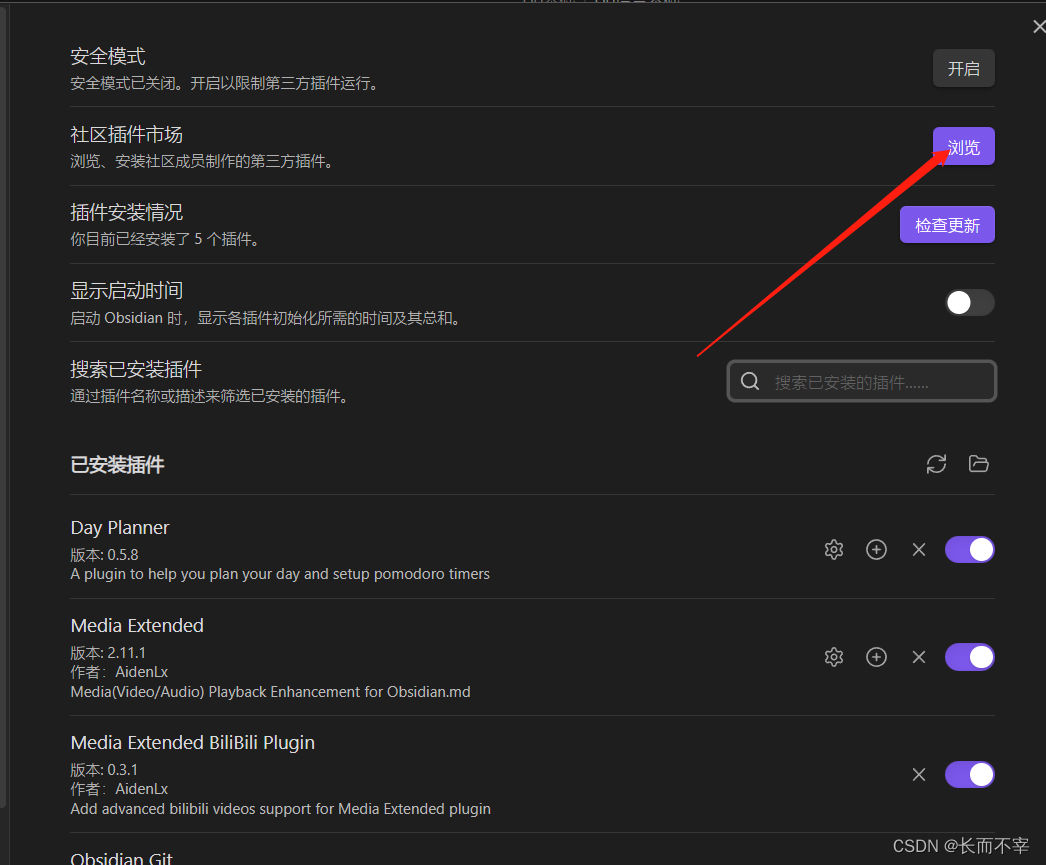 安全模式
安全模式已关闭。开启以限制第三方插件运行。
开启
社区插件市场
浏览、安装社区成员制作的第三方插件。
浏览
插件安装情况
你目前已经安装了 5 个插件。
检查更新
显示启动时间
启动 Obsidian 时，显示各插件初始化所需的时间及其总和。
搜索已安装插件
通过插件名称或描述来筛选已安装的插件。
搜索已安装的插件......
已安装插件
Day Planner
版本: 0.5.8
A plugin to help you plan your day and setup pomodoro timers
Media Extended
版本: 2.11.1
作者：AidenLx
Media(Video/Audio) Playback Enhancement for Obsidian.md
Media Extended BiliBili Plugin
版本: 0.3.1
作者：AidenLx
Add advanced bilibili videos support for Media Extended plugin
Obsidian Git
CSDN @长而不宰